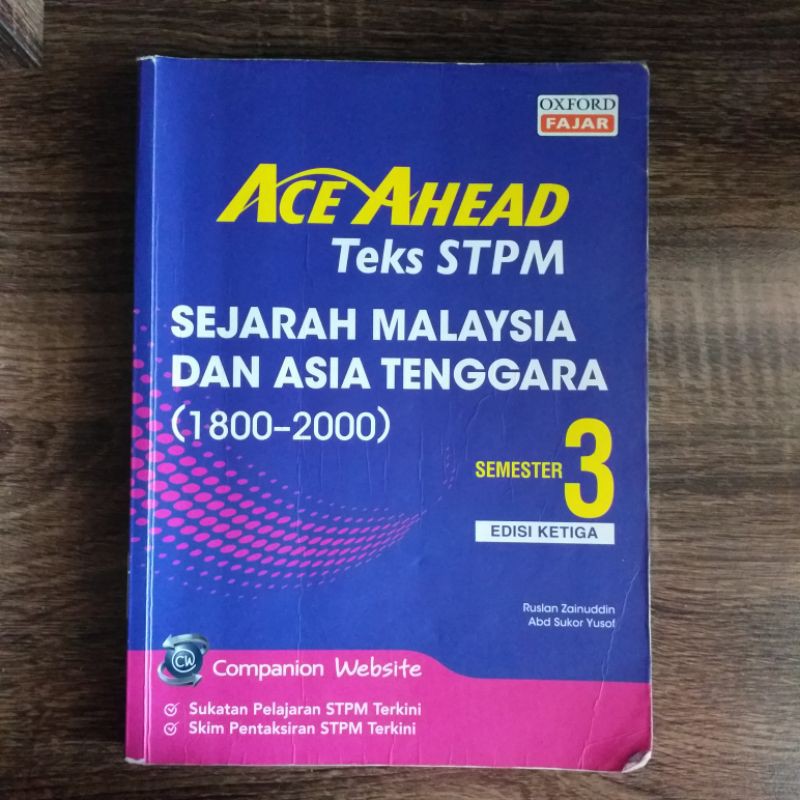 OXFORD
FAJAR
ACE AHEAD
Teks STPM
SEJARAH MALAYSIA
DAN ASIA TENGGARA
(1800–2000)
SEMESTER 3
EDISI KETIGA
Ruslan Zainuddin
Abd Sukor Yusof
CW Companion Website
Sukatan Pelajaran STPM Terkini
Skim Pentaksiran STPM Terkini